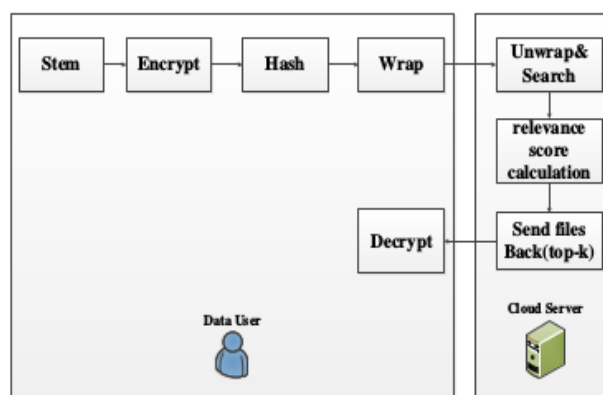 Stem
Encrypt
Hash
Wrap
Unwrap&
Search
relevance
score
calculation
Send files
Back(top-k)
Decrypt
Data User
Cloud Server